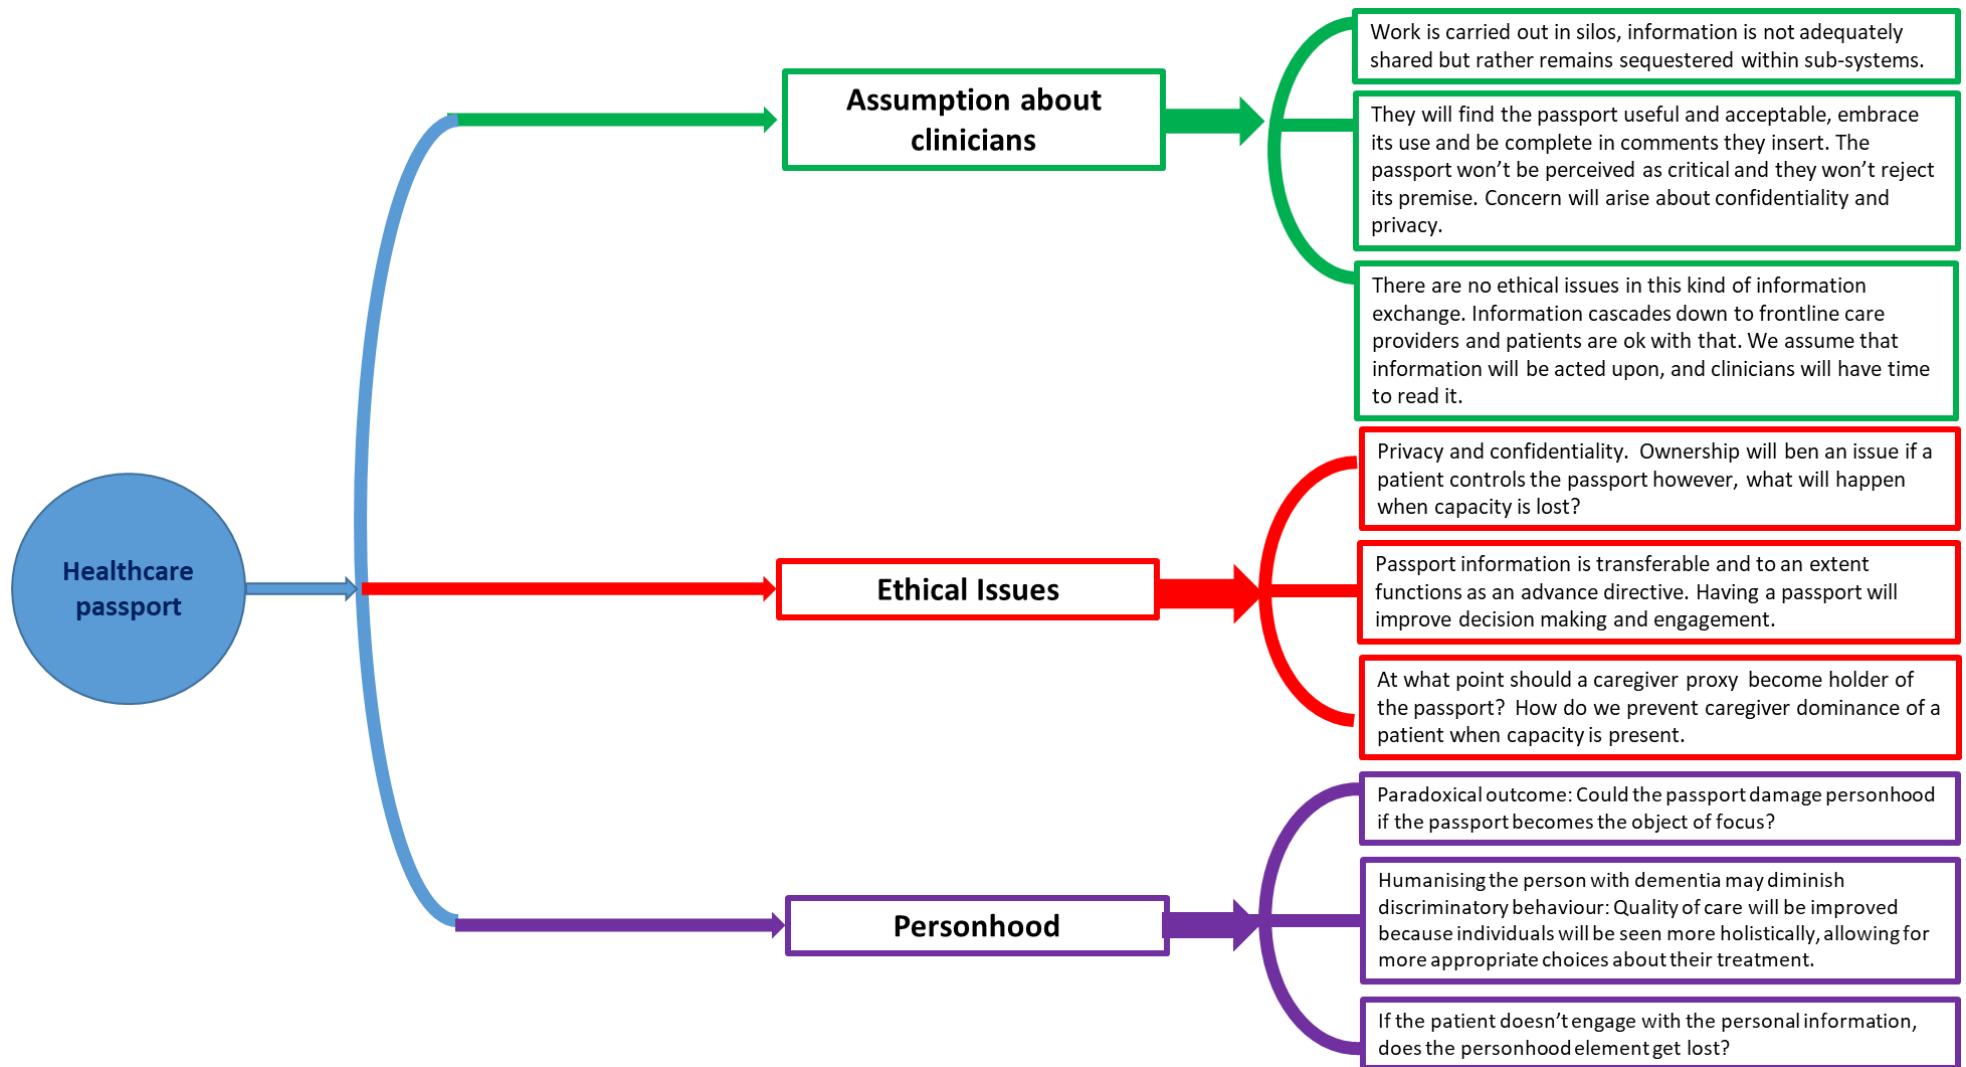 Healthcare
passport
Assumption about
clinicians
Work is carried out in silos, information is not adequately
shared but rather remains sequestered within sub-systems.
They will find the passport useful and acceptable, embrace
its use and be complete in comments they insert. The
passport won’t be perceived as critical and they won’t reject
its premise. Concern will arise about confidentiality and
privacy.
There are no ethical issues in this kind of information
exchange. Information cascades down to frontline care
providers and patients are ok with that. We assume that
information will be acted upon, and clinicians will have time
to read it.
Ethical Issues
Privacy and confidentiality. Ownership will ben an issue if a
patient controls the passport however, what will happen
when capacity is lost?
Passport information is transferable and to an extent
functions as an advance directive. Having a passport will
improve decision making and engagement.
At what point should a caregiver proxy become holder of
the passport? How do we prevent caregiver dominance of a
patient when capacity is present.
Personhood
Paradoxical outcome: Could the passport damage personhood
if the passport becomes the object of focus?
Humanising the person with dementia may diminish
discriminatory behaviour: Quality of care will be improved
because individuals will be seen more holistically, allowing for
more appropriate choices about their treatment.
If the patient doesn’t engage with the personal information,
does the personhood element get lost?